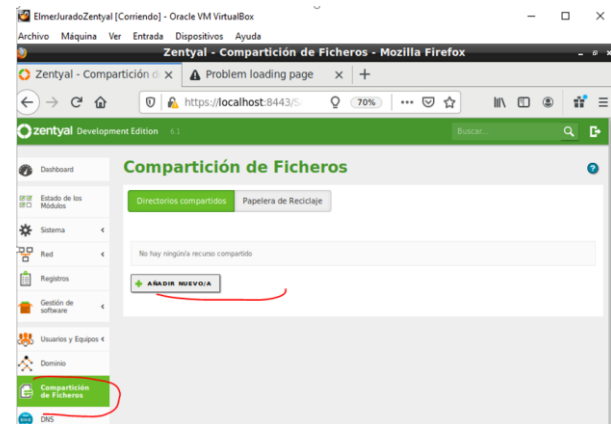 ElmerJuradoZentyal [Corriendo] - Oracle VM VirtualBox
Archivo Máquina Ver Entrada Dispositivos Ayuda
Zentyal - Compartición de Ficheros - Mozilla Firefox
Zentyal - Compartición d
Problem loading page
https://localhost:8443/S
70%
zentyal Development Edition 6.1
Buscar...
Dashboard
Compartición de Ficheros
Estado de los
Módulos
Directorios compartidos
Papelera de Reciclaje
Sistema
Red
No hay ningún/a recurso compartido
Registros
AÑADIR NUEVO/A
Gestión de
software
Usuarios y Equipos
Dominio
Compartición
de Ficheros
DNS